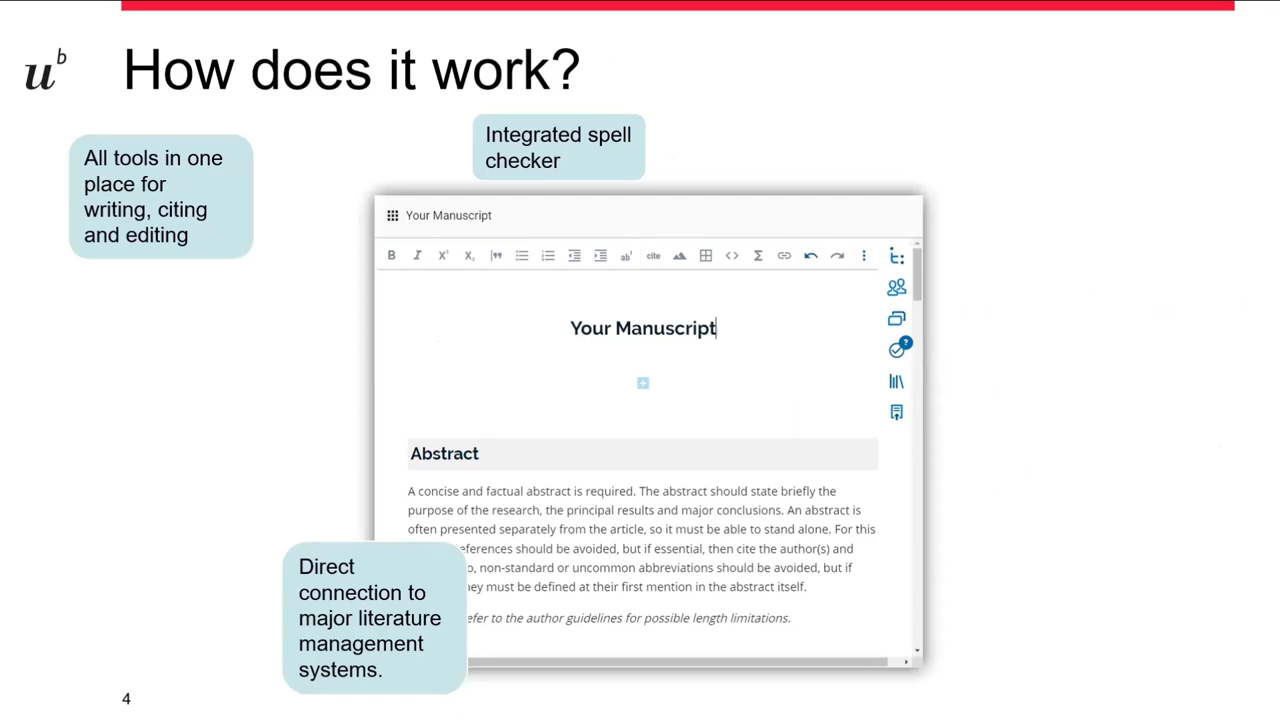 u b
How does it work?
All tools in one
place for
writing, citing
and editing
Integrated spell
checker
Your Manuscript
B I X² X₂ ab¹ cite <> Σ
Your Manuscript
?
Abstract
A concise and factual abstract is required. The abstract should state briefly the
purpose of the research, the principal results and major conclusions. An abstract is
often presented separately from the article, so it must be able to stand alone. For this
eferences should be avoided, but if essential, then cite the author(s) and
o, non-standard or uncommon abbreviations should be avoided, but if
hey must be defined at their first mention in the abstract itself.
efer to the author guidelines for possible length limitations.
Direct
connection to
major literature
management
systems.
4